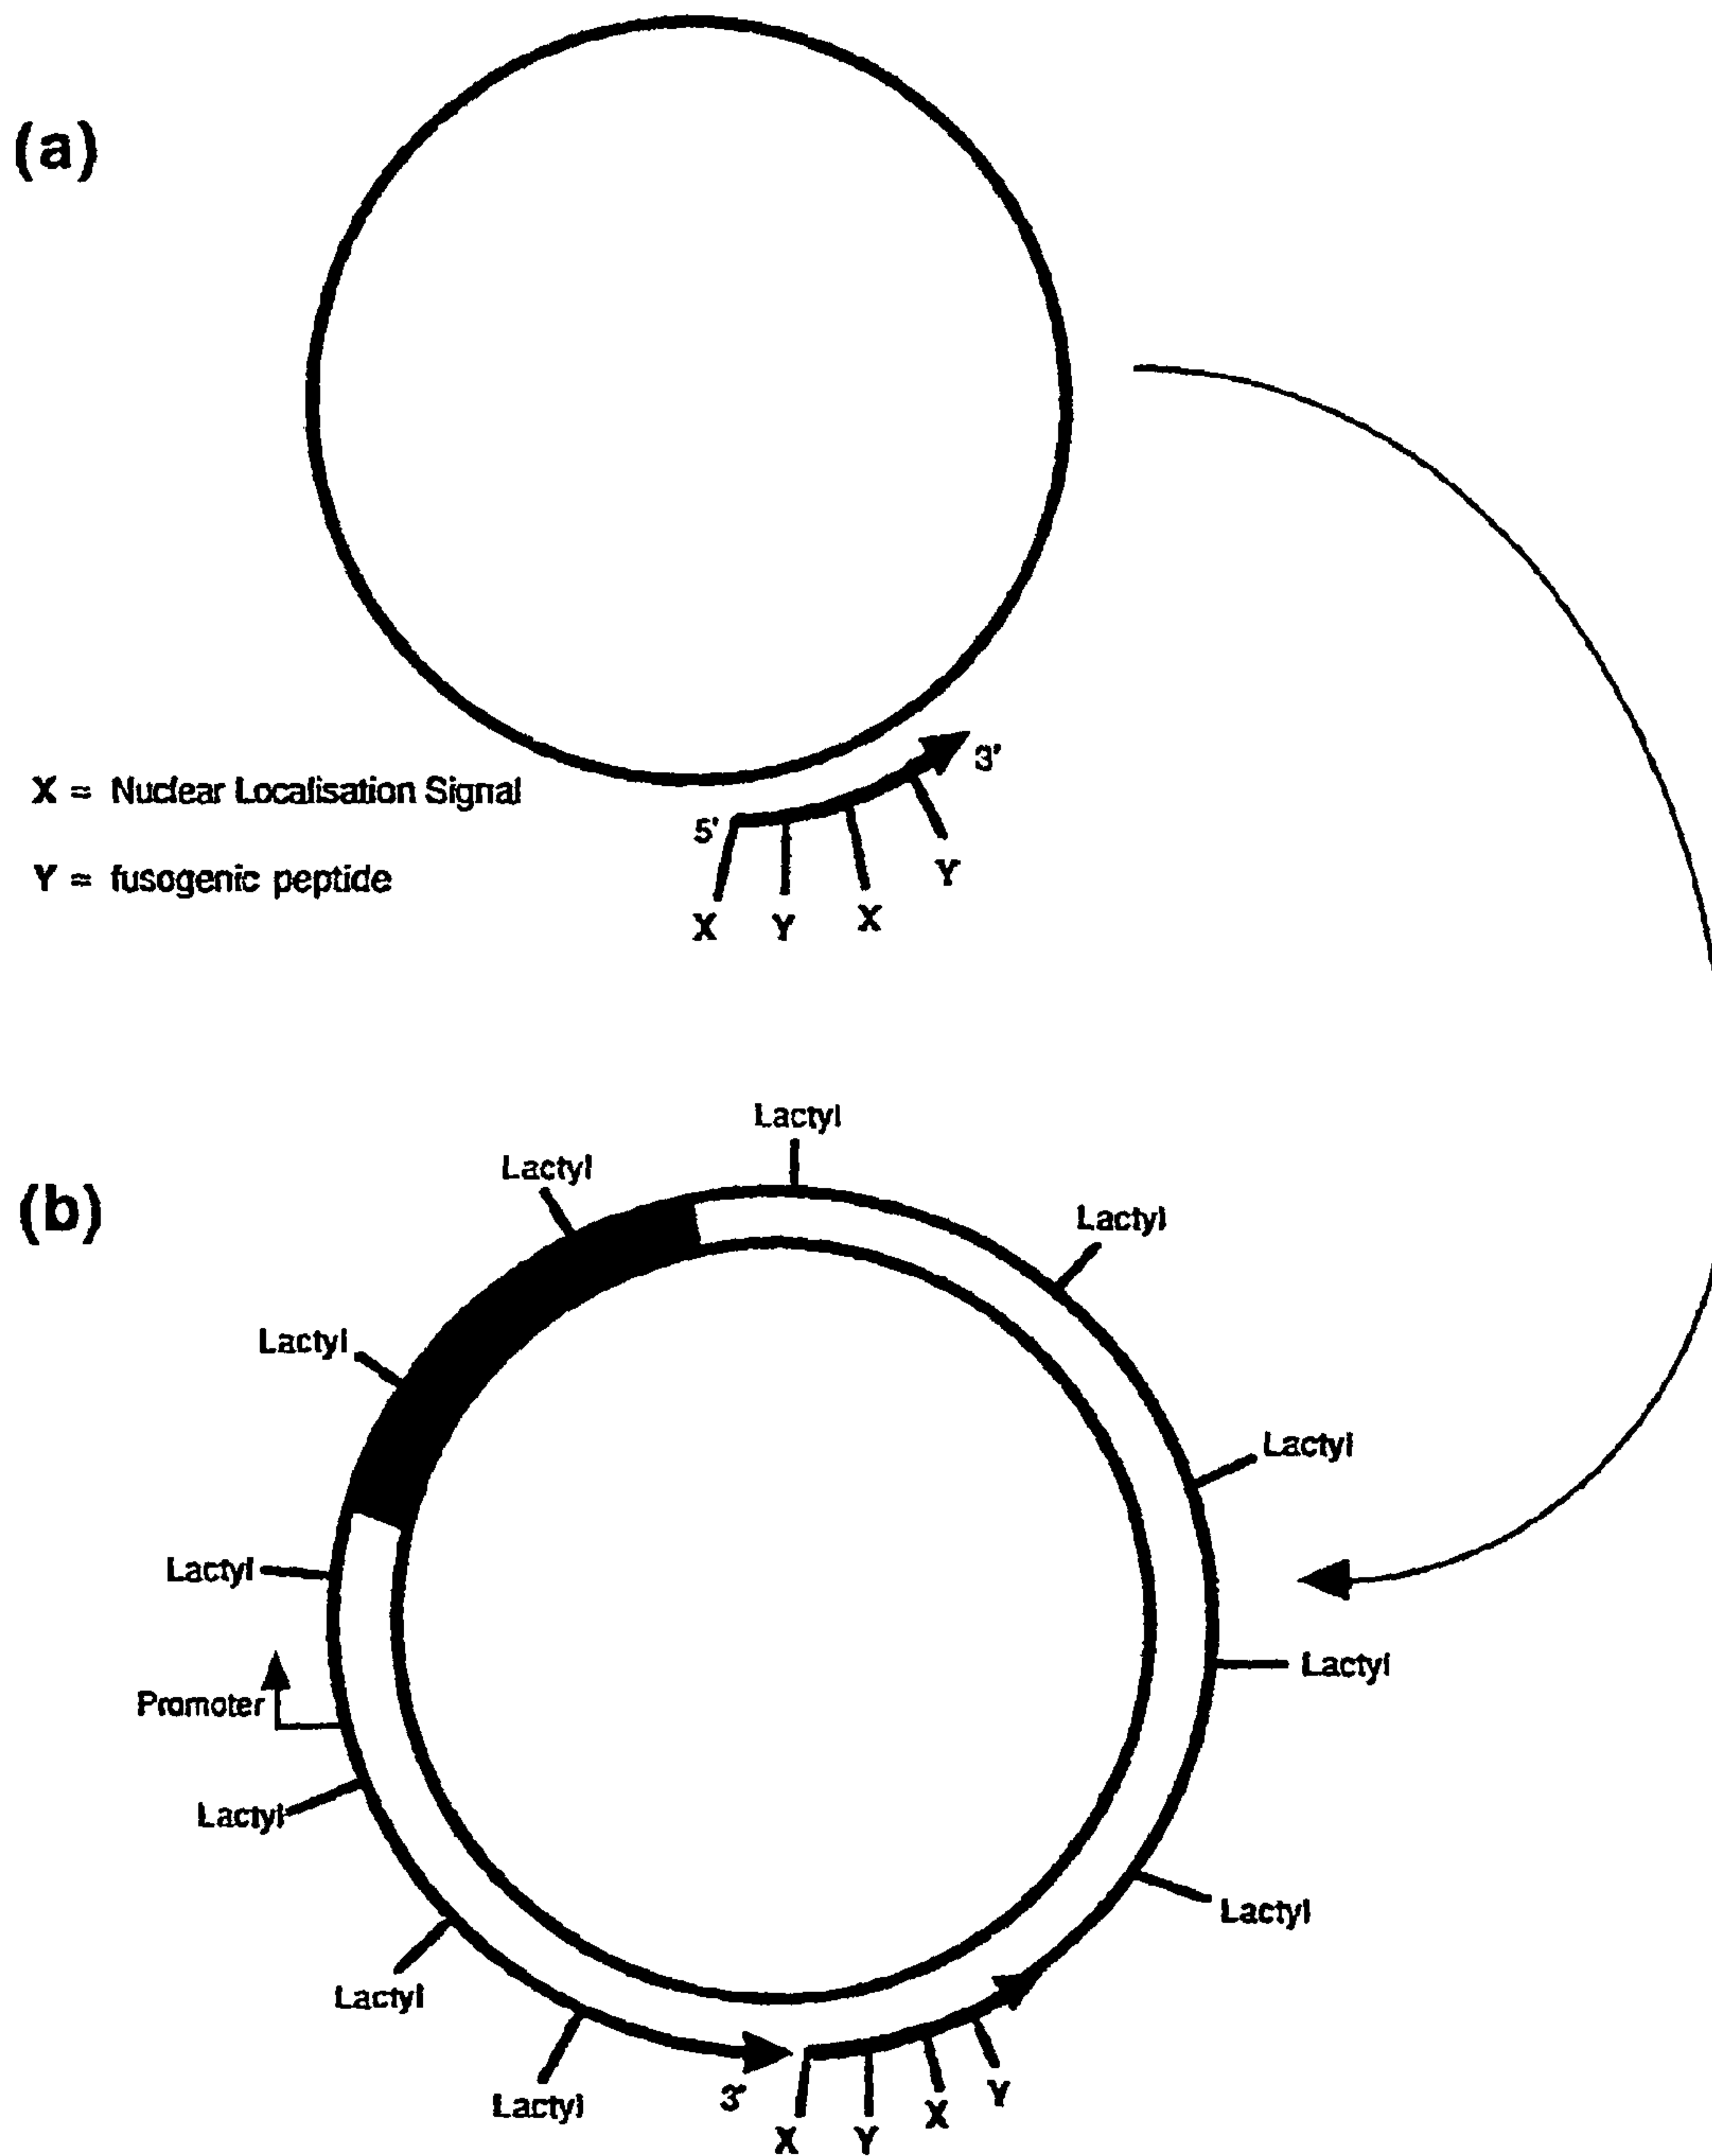 (a)
X = Nuclear Localisation Signal
Y = fusogenic peptide
5'
3'
X
Y
X
Y
(b)
Lactyl
Lactyl
Lactyl
Lactyl
Lactyl
Lactyl
Lactyl
Promoter
Lactyl
Lactyl
Lactyl
Lactyl
3'
X
Y
X
Y